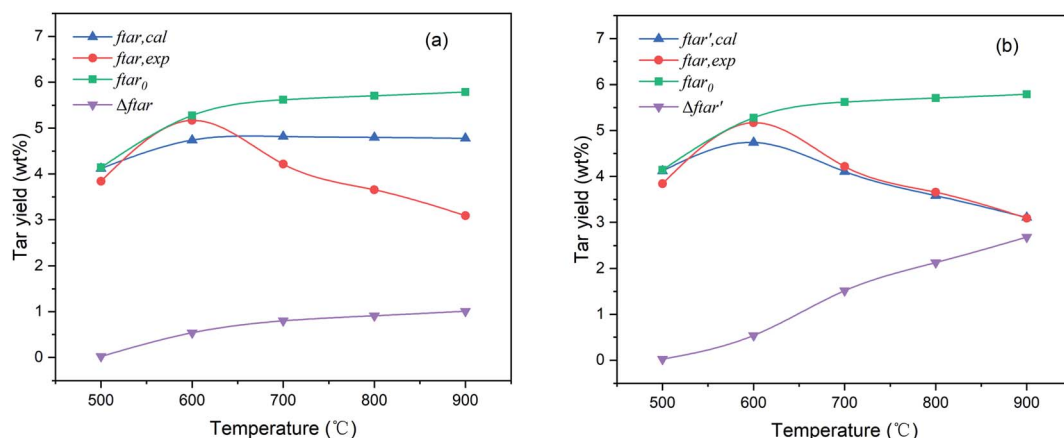 (a)
ftar,cal
ftar,exp
ftar₀
Δftar
Tar yield (wt%)
7
6
5
4
3
2
1
0
500 600 700 800 900
Temperature (℃)
(b)
ftar',cal
ftar,exp
ftar₀
Δftar'
Tar yield (wt%)
7
6
5
4
3
2
1
0
500 600 700 800 900
Temperature (℃)